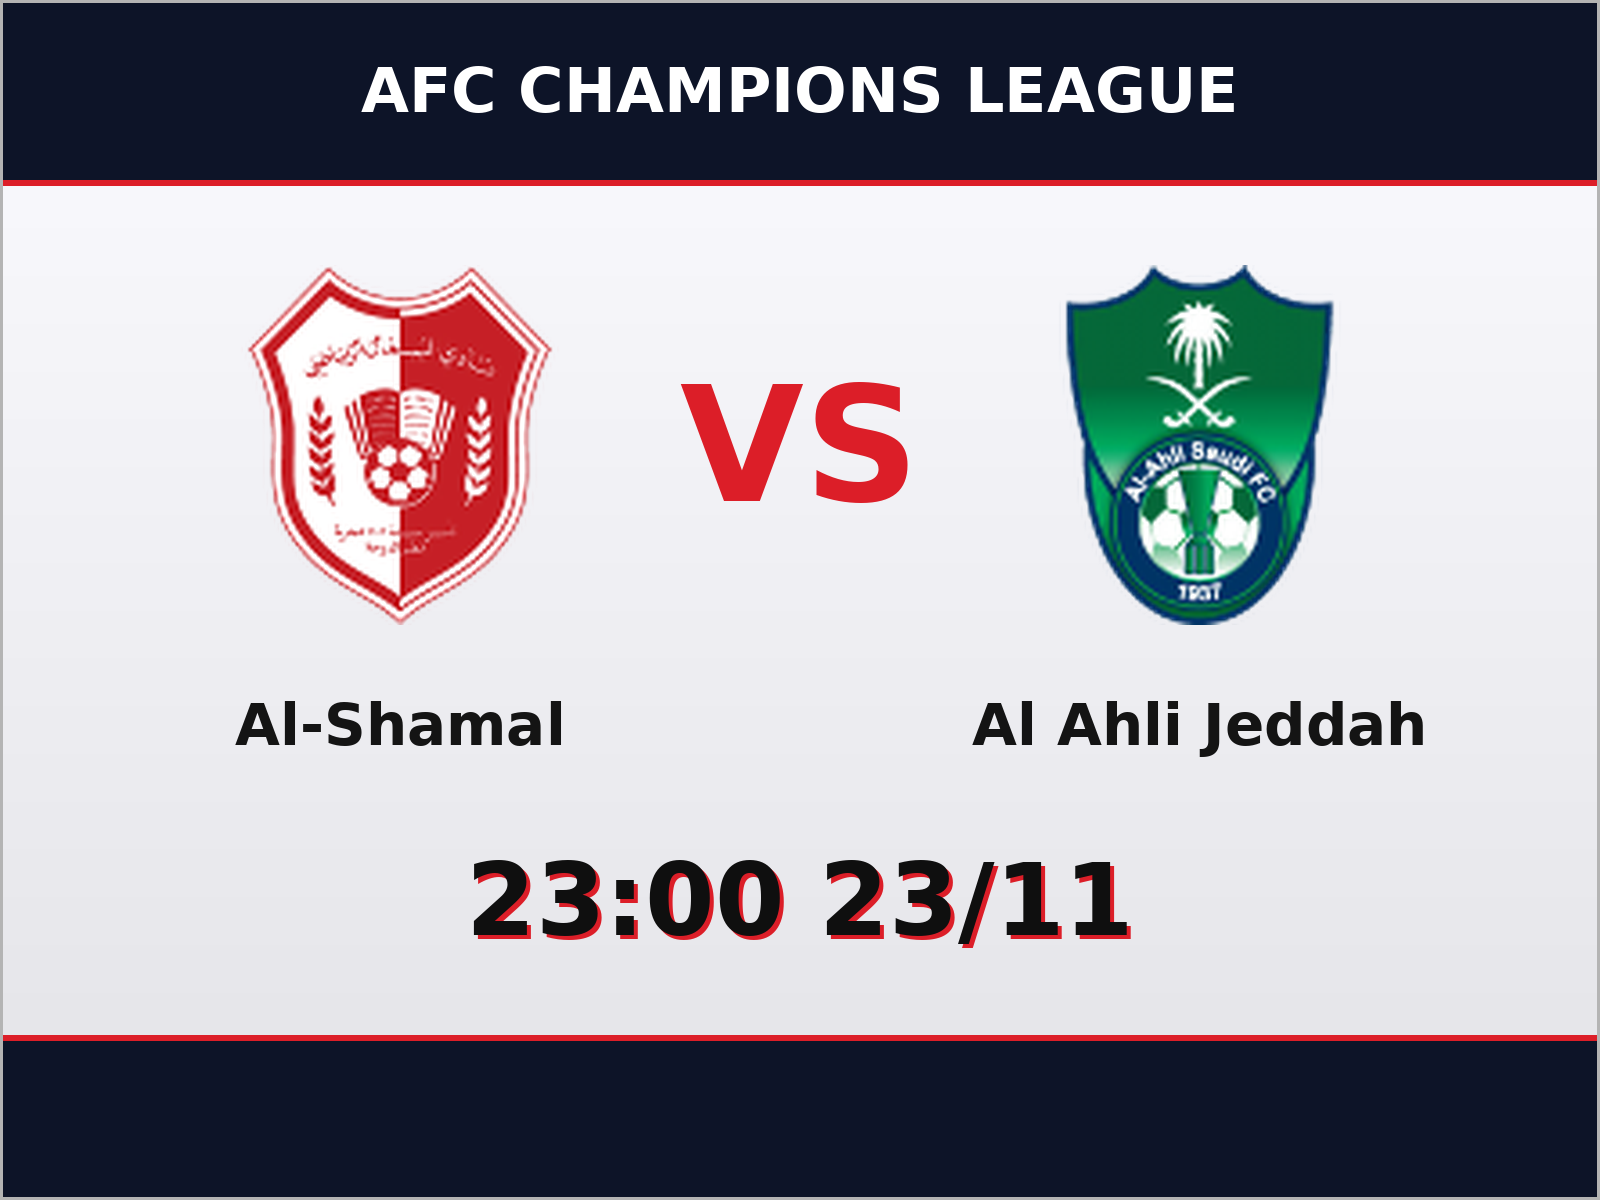 AFC CHAMPIONS LEAGUE
VS
Al-Ahli Saudi FC
1937
Al-Shamal
Al Ahli Jeddah
23:00 23/11